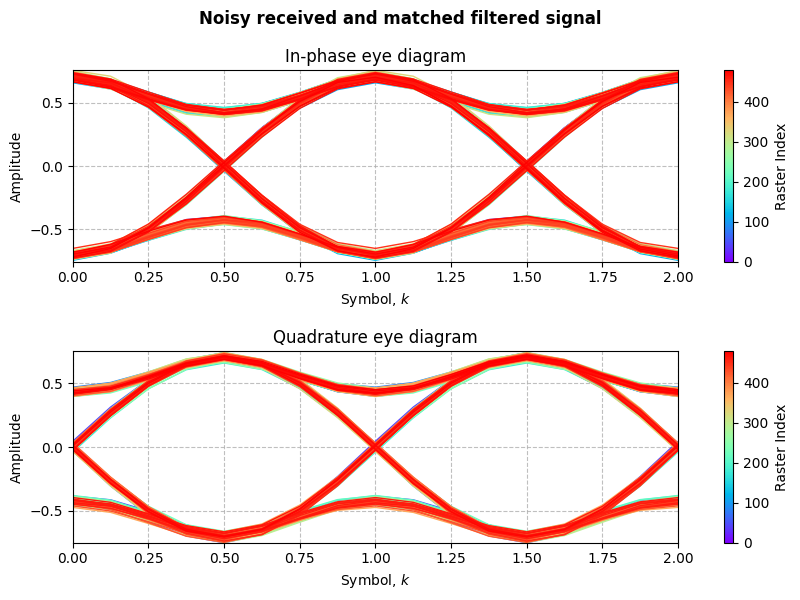 Noisy received and matched filtered signal
In-phase eye diagram
Amplitude
0.5
0.0
−0.5
0.00 0.25 0.50 0.75 1.00 1.25 1.50 1.75 2.00
Symbol, k
400
300
200
100
0
Raster Index
Quadrature eye diagram
Amplitude
0.5
0.0
−0.5
0.00 0.25 0.50 0.75 1.00 1.25 1.50 1.75 2.00
Symbol, k
400
300
200
100
0
Raster Index